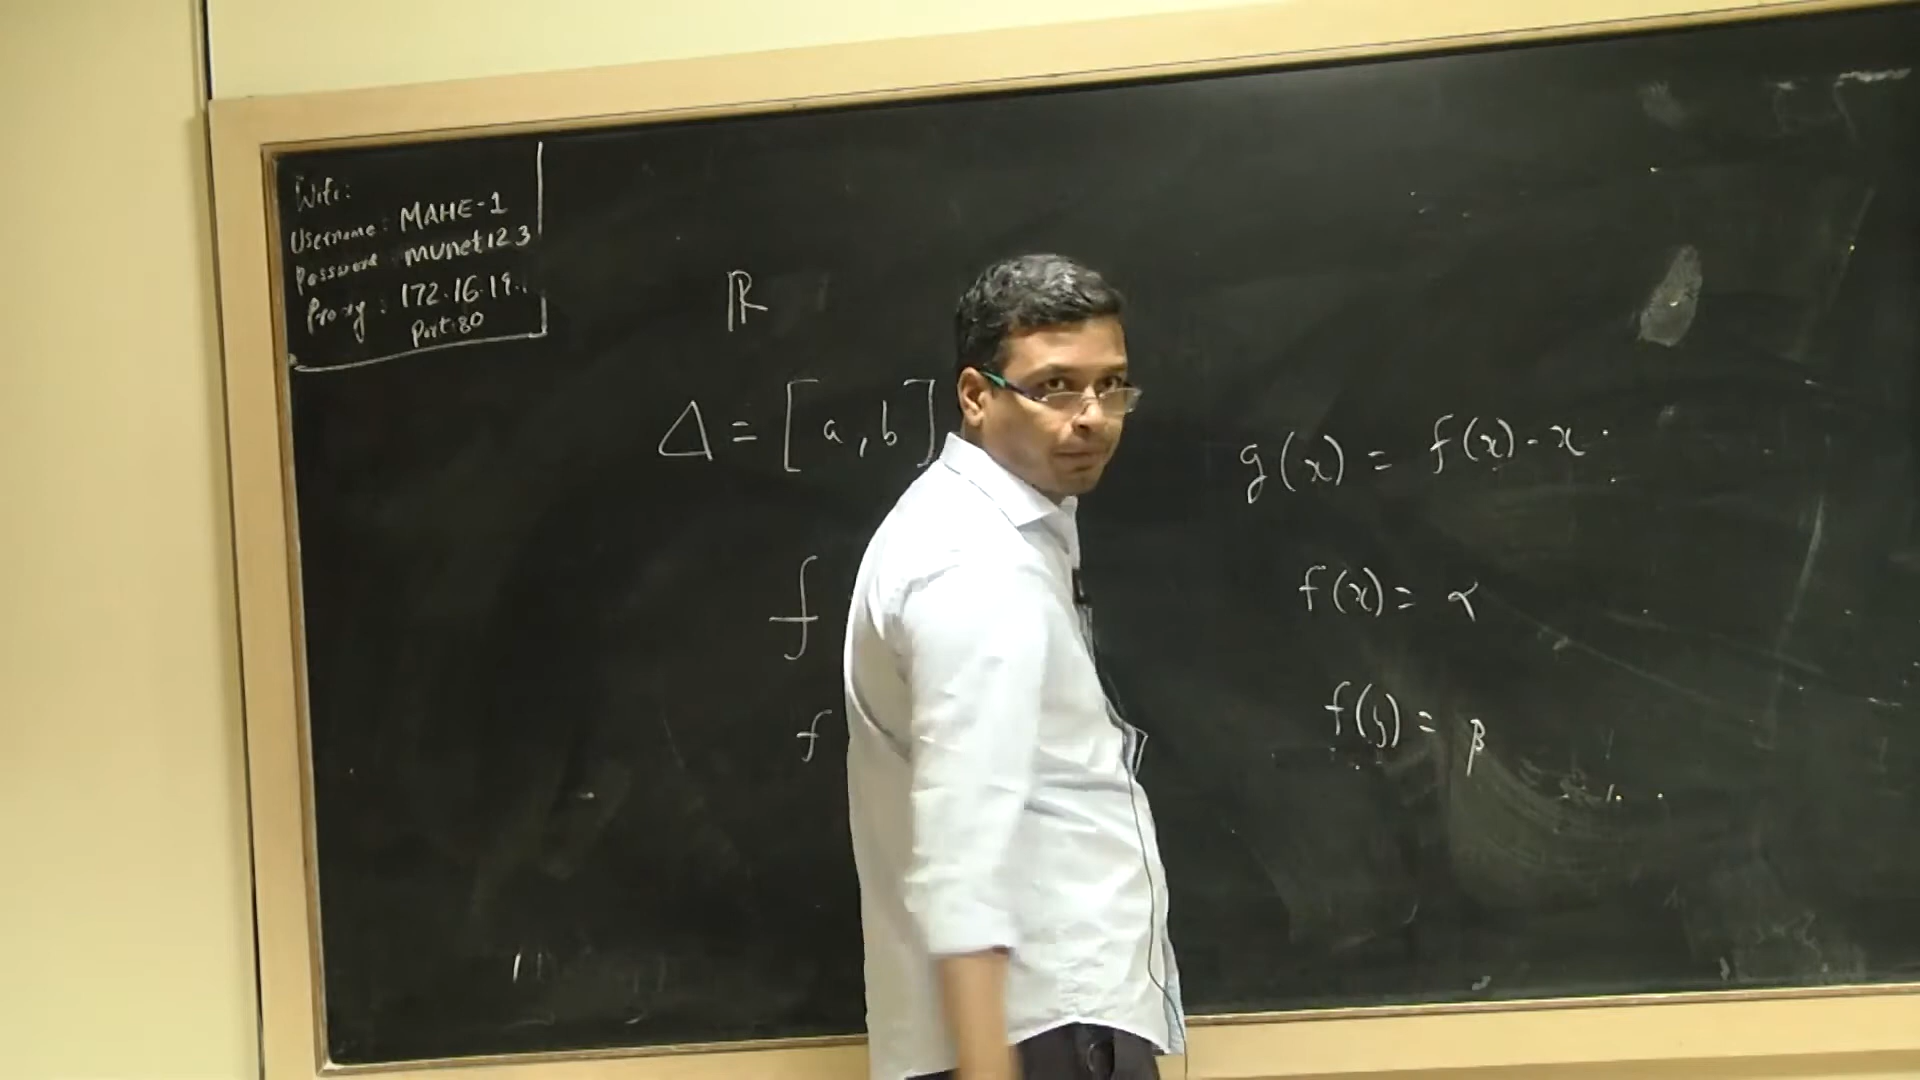 Wifi:
Username: MAHE-1
Password munet123
Proxy: 172.16.19.
Port:80
ℝ
Δ = [a, b]
f
f
g(x) = f(x) - x.
f(x) = α
f(y) = β